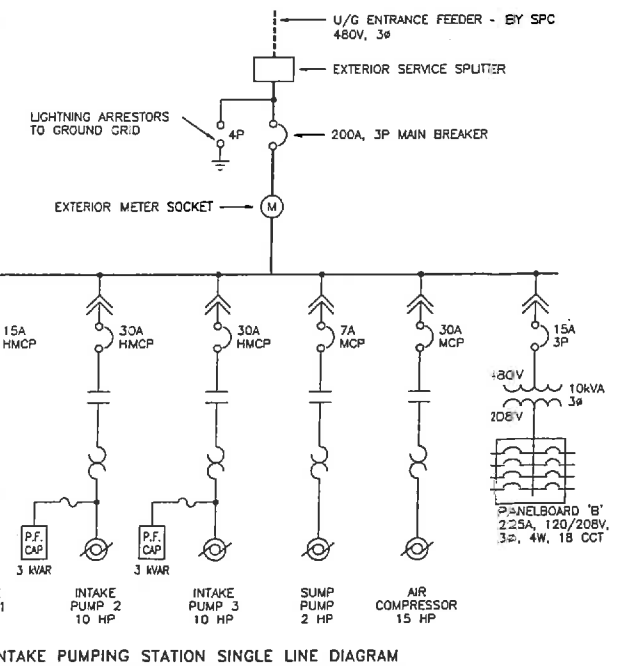 U/G ENTRANCE FEEDER - BY SPC
480V, 3ø
EXTERIOR SERVICE SPLITTER
LIGHTNING ARRESTORS
TO GROUND GRID
4P
200A, 3P MAIN BREAKER
EXTERIOR METER SOCKET
M
15A
HMCP
30A
HMCP
30A
HMCP
7A
MCP
30A
MCP
15A
3P
480V
10kVA
3ø
208V
PANELBOARD 'B'
225A, 120/208V,
3ø, 4W, 18 CCT
P.F.
CAP
3 kVAR
P.F.
CAP
3 kVAR
1
INTAKE
PUMP 2
10 HP
INTAKE
PUMP 3
10 HP
SUMP
PUMP
2 HP
AIR
COMPRESSOR
15 HP
NTAKE PUMPING STATION SINGLE LINE DIAGRAM